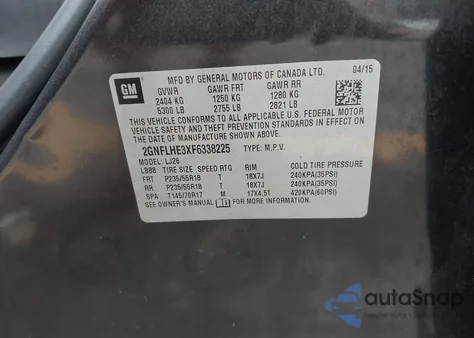 GM
MFD BY GENERAL MOTORS OF CANADA LTD.
04/15
GVWR GAWR FRT GAWR RR
2404 KG 1250 KG 1280 KG
5300 LB 2755 LB 2821 LB
THIS VEHICLE CONFORMS TO ALL APPLICABLE U.S. FEDERAL MOTOR
VEHICLE SAFETY, BUMPER, AND THEFT PREVENTION STANDARDS IN EFFECT ON
THE DATE OF MANUFACTURE SHOWN ABOVE.
2GNFLHE3XF6338225 TYPE: M.P.V.
MODEL: LJ26
LBBB TIRE SIZE SPEED RTG RIM
FRT P235/55R18 T 18X7J 240KPA(35PSI)
RR P235/55R18 T 18X7J 240KPA(35PSI)
SPA T145/70R17 M 17X4.5T 420KPA(60PSI)
SEE OWNER'S MANUAL FOR MORE INFORMATION.
autoSnap